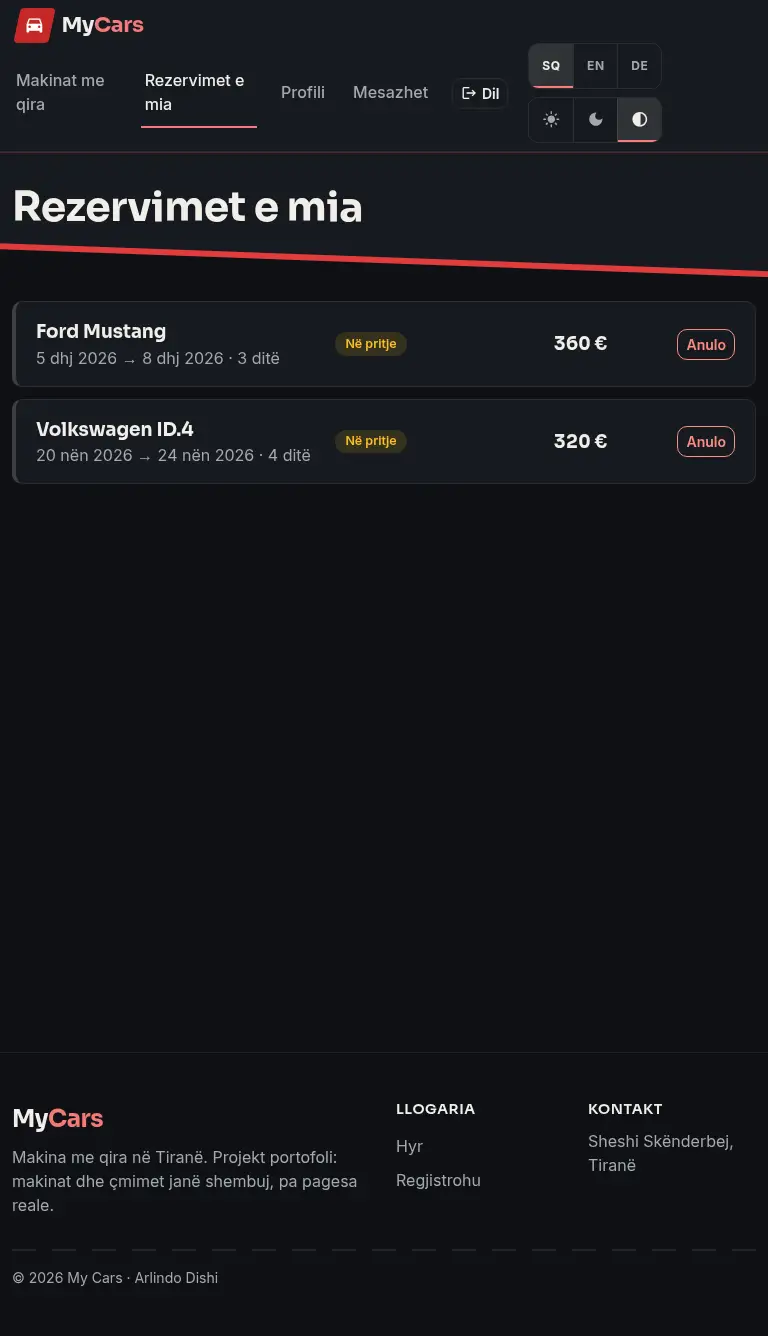 MyCars
Makinat me
qira
Rezervimet e
mia
Profili
Mesazhet
Dil
SQ
EN
DE
Rezervimet e mia
Ford Mustang
5 dhj 2026 → 8 dhj 2026 · 3 ditë
Në pritje
360 €
Anulo
Volkswagen ID.4
20 nën 2026 → 24 nën 2026 · 4 ditë
Në pritje
320 €
Anulo
MyCars
Makina me qira në Tiranë. Projekt portofoli:
makinat dhe çmimet janë shembuj, pa pagesa
reale.
LLOGARIA
Hyr
Regjistrohu
KONTAKT
Sheshi Skënderbej,
Tiranë
© 2026 My Cars · Arlindo Dishi